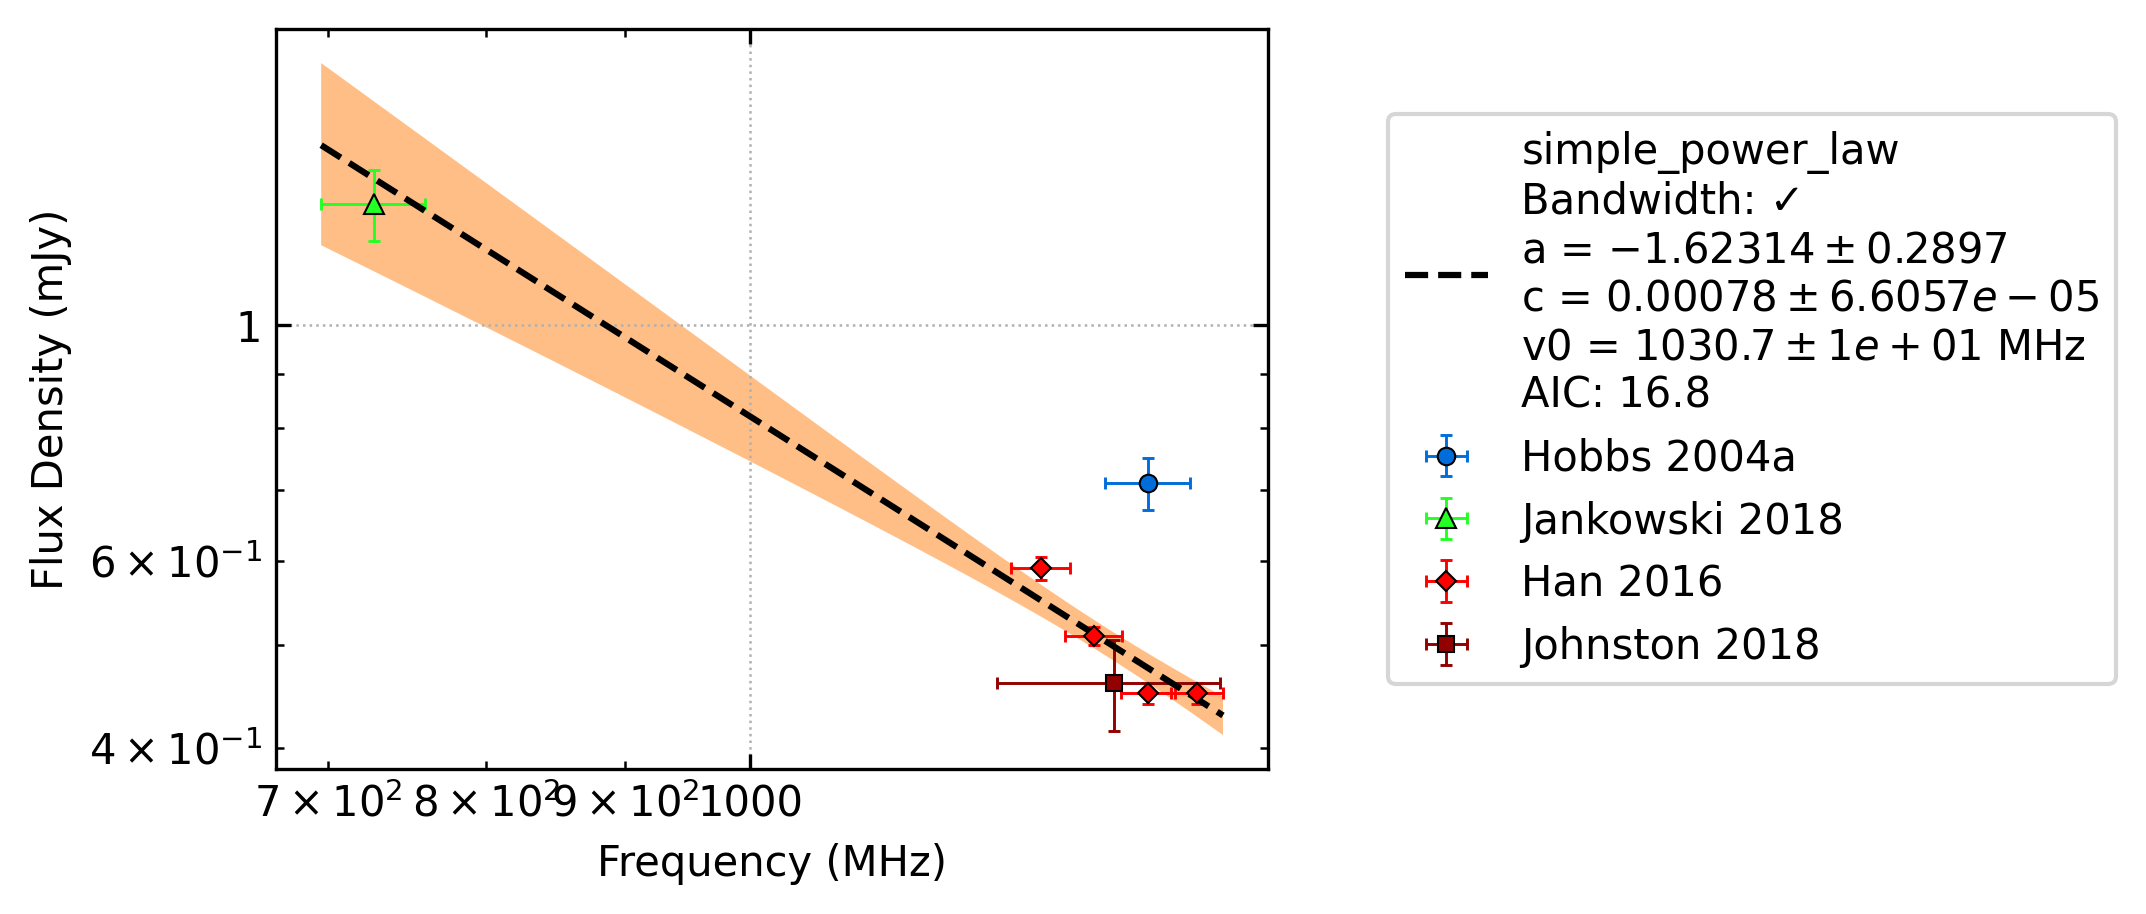 Flux Density (mJy)
1
6 × 10⁻¹
4 × 10⁻¹
7 × 10² 8 × 10² 9 × 10² 1000
Frequency (MHz)
simple_power_law
Bandwidth: ✓
a = −1.62314 ± 0.2897
c = 0.00078 ± 6.6057e − 05
v0 = 1030.7 ± 1e + 01 MHz
AIC: 16.8
Hobbs 2004a
Jankowski 2018
Han 2016
Johnston 2018